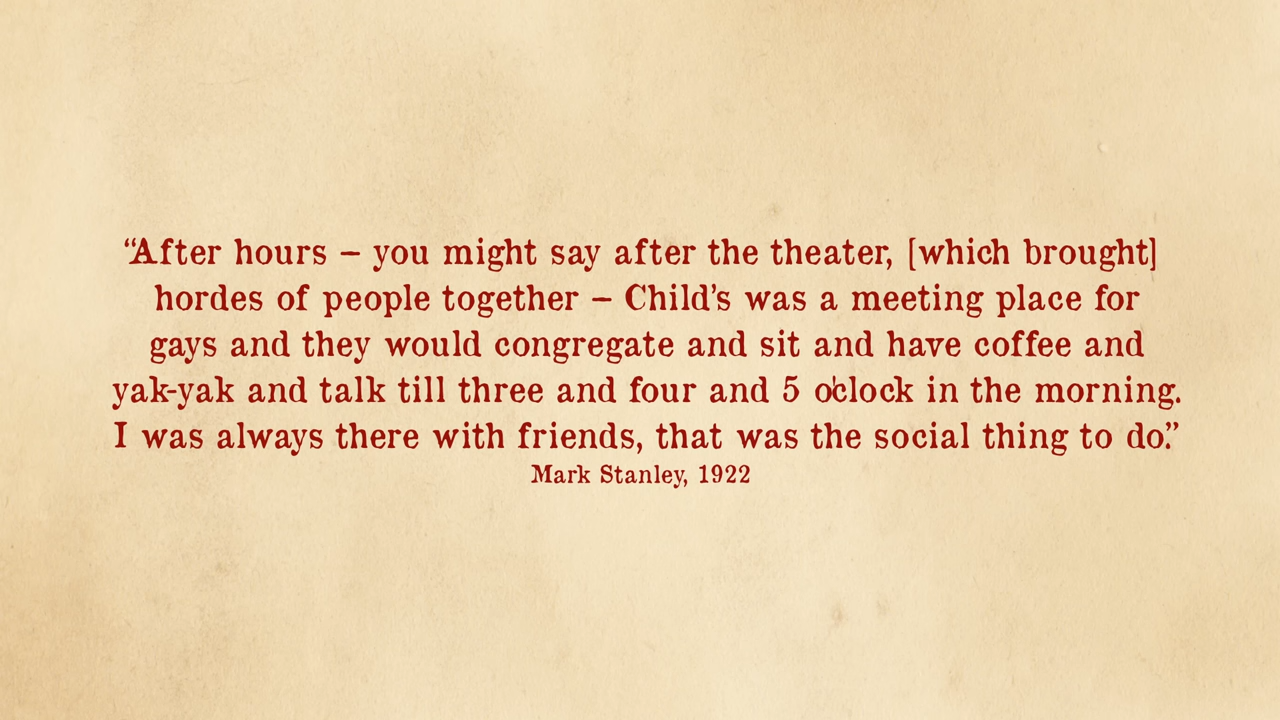 “After hours – you might say after the theater, [which brought]
hordes of people together – Child’s was a meeting place for
gays and they would congregate and sit and have coffee and
yak-yak and talk till three and four and 5 o'clock in the morning.
I was always there with friends, that was the social thing to do.”
Mark Stanley, 1922